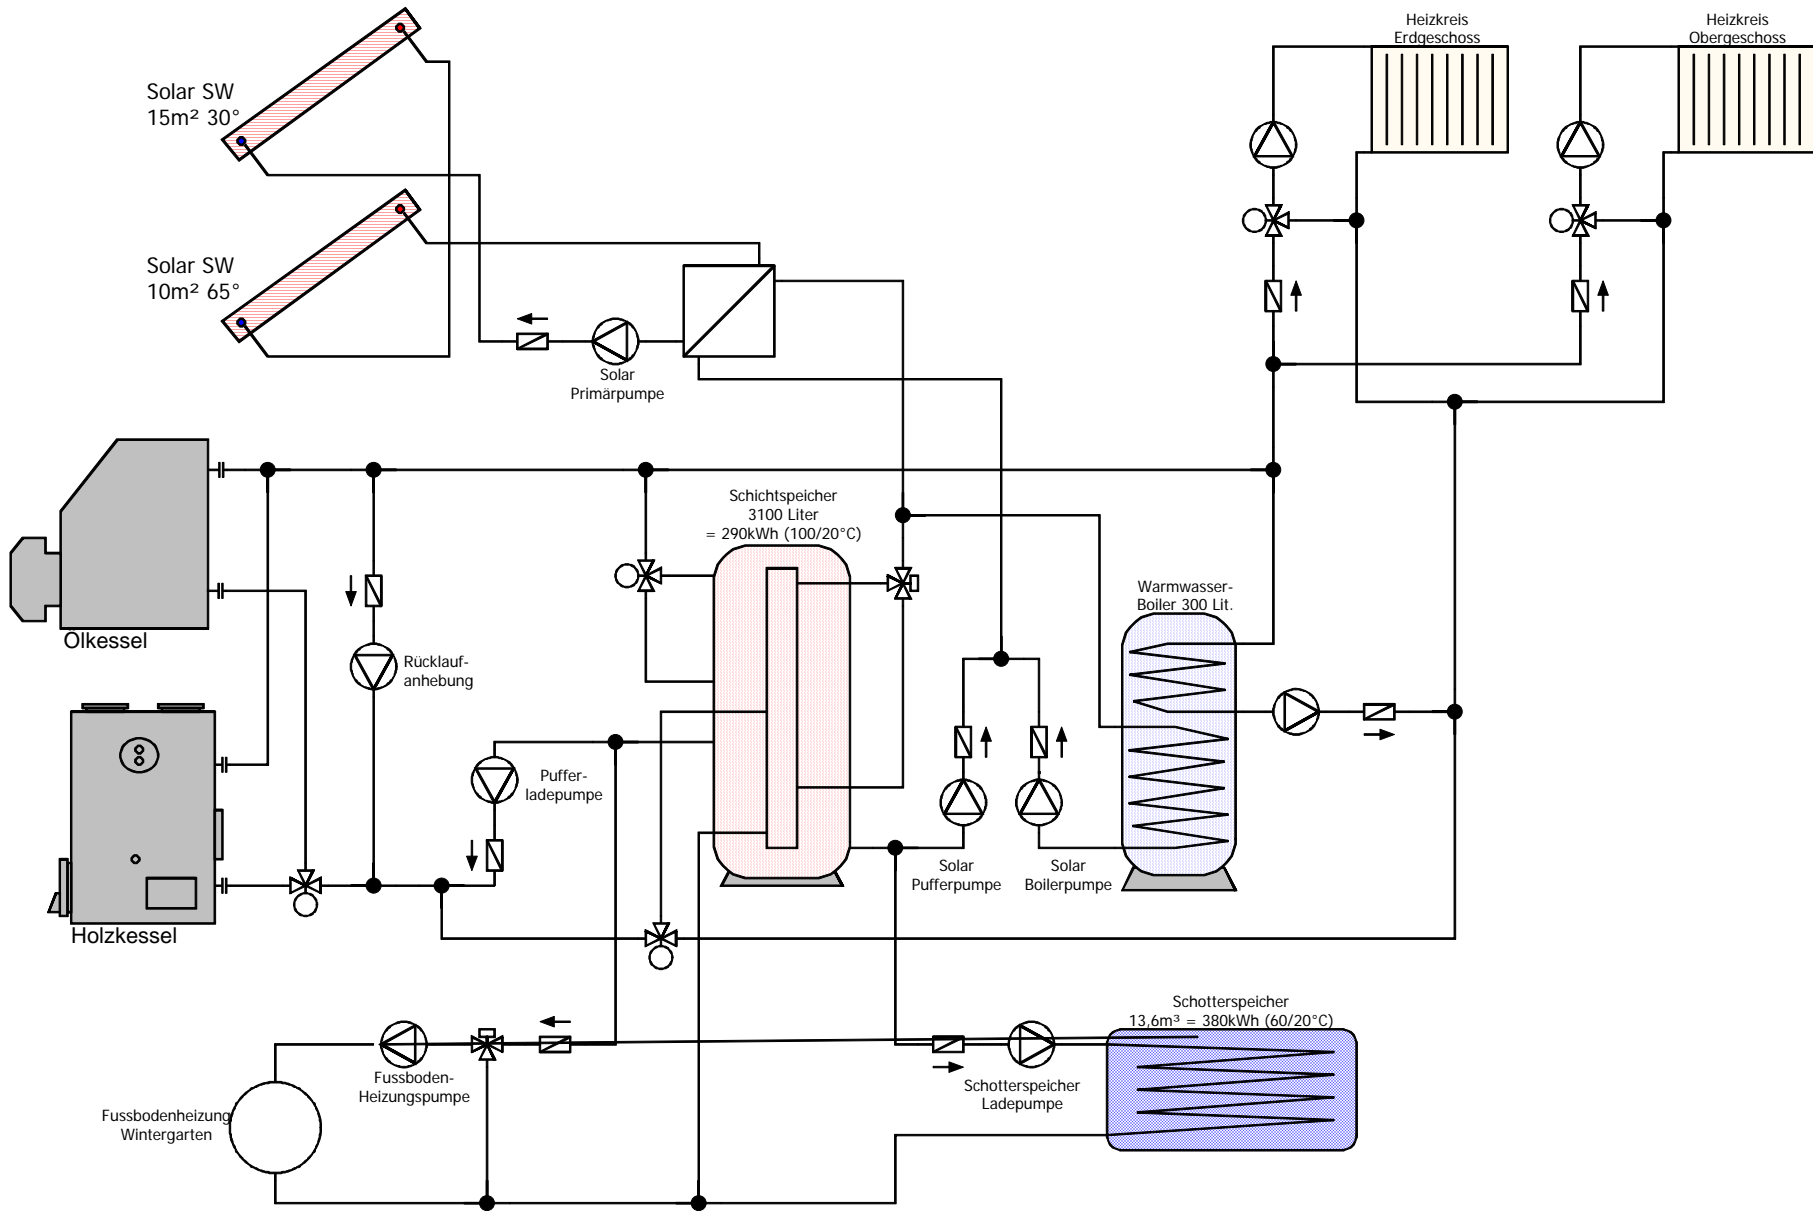 Heizkreis
Erdgeschoss
Heizkreis
Obergeschoss
Solar SW
15m² 30°
Solar SW
10m² 65°
Solar
Primärpumpe
Schichtspeicher
3100 Liter
= 290kWh (100/20°C)
Warmwasser-
Boiler 300 Lit.
Ölkessel
Rücklauf-
anhebung
Puffer-
ladepumpe
Solar
Pufferpumpe
Solar
Boilerpumpe
Holzkessel
Schotterspeicher
13,6m³ = 380kWh (60/20°C)
Fussboden-
Heizungspumpe
Schotterspeicher
Ladepumpe
Fussbodenheizung
Wintergarten